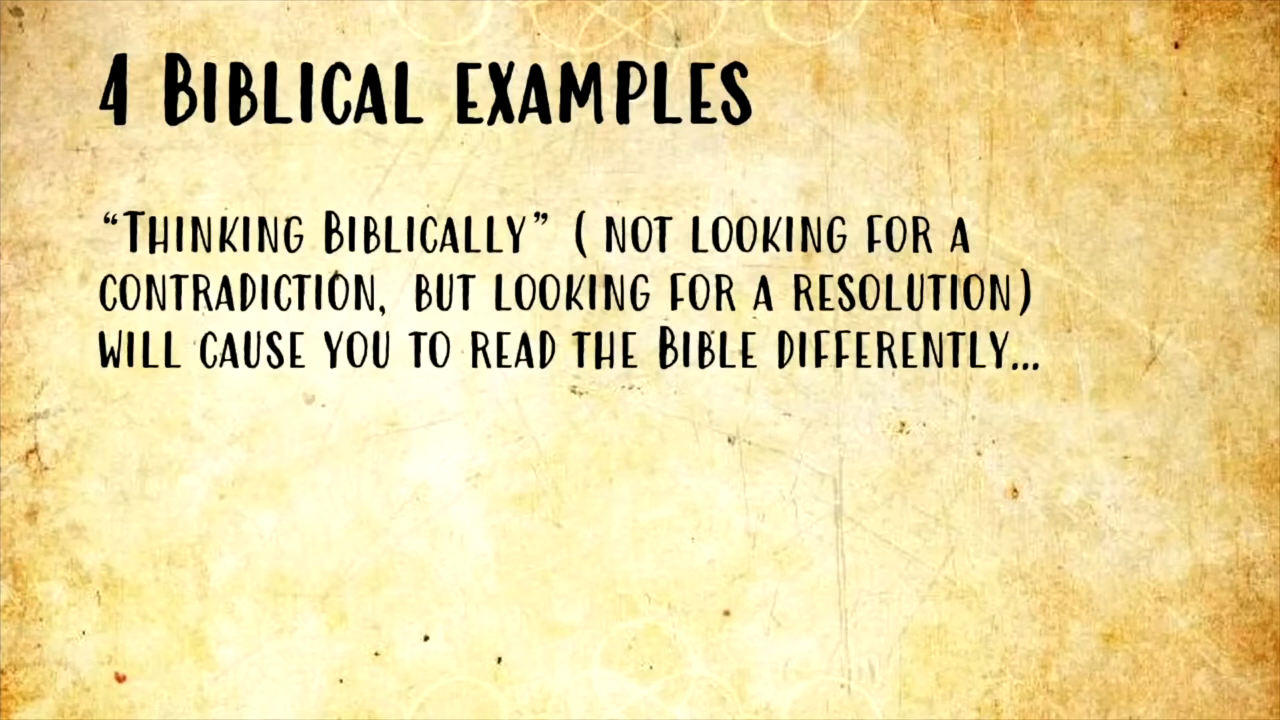 4 Biblical examples
“Thinking Biblically” ( not looking for a
contradiction, but looking for a resolution)
will cause you to read the Bible differently...